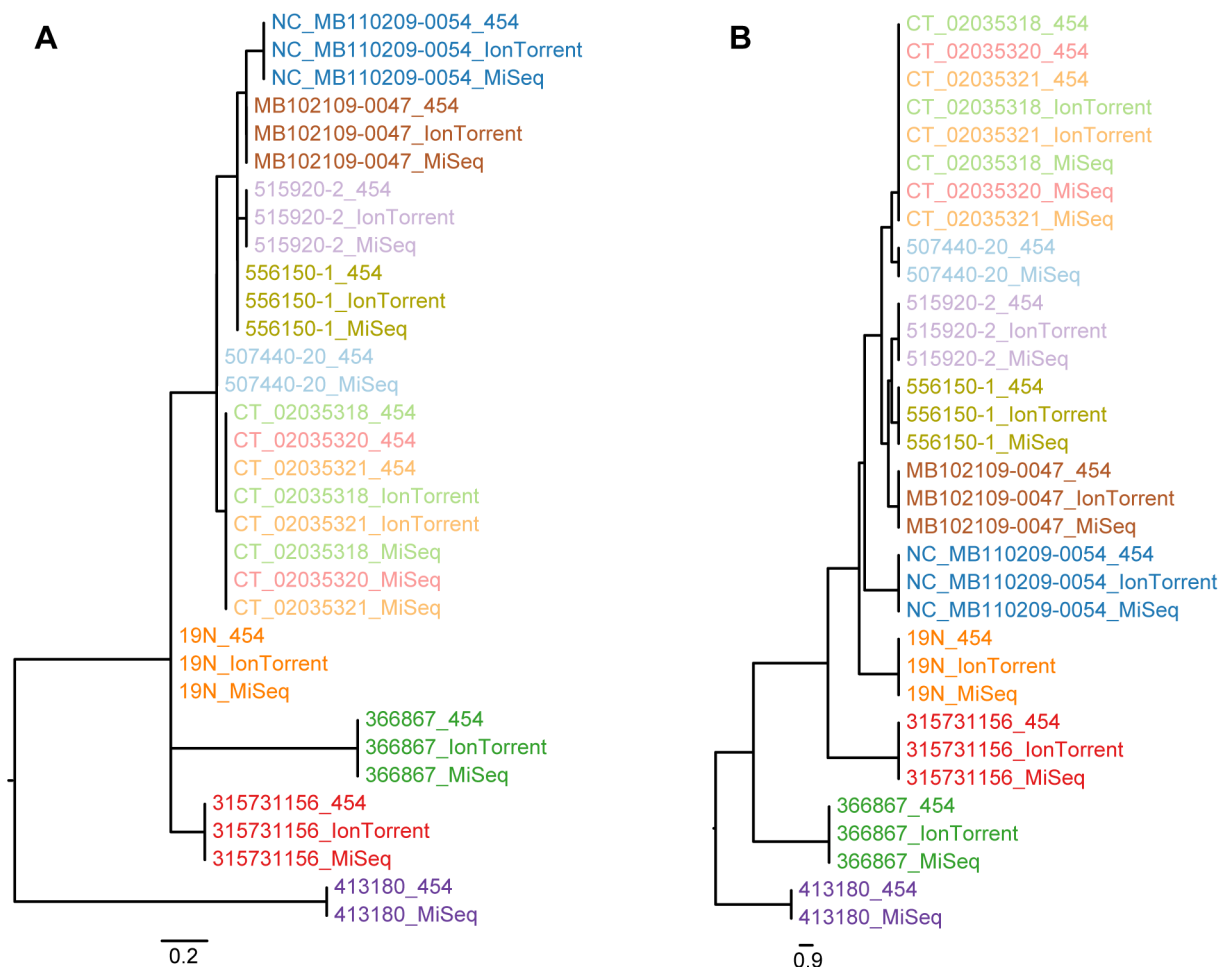 A
NC_MB110209-0054_454
NC_MB110209-0054_IonTorrent
NC_MB110209-0054_MiSeq
MB102109-0047_454
MB102109-0047_IonTorrent
MB102109-0047_MiSeq
515920-2_454
515920-2_IonTorrent
515920-2_MiSeq
556150-1_454
556150-1_IonTorrent
556150-1_MiSeq
507440-20_454
507440-20_MiSeq
CT_02035318_454
CT_02035320_454
CT_02035321_454
CT_02035318_IonTorrent
CT_02035321_IonTorrent
CT_02035318_MiSeq
CT_02035320_MiSeq
CT_02035321_MiSeq
19N_454
19N_IonTorrent
19N_MiSeq
366867_454
366867_IonTorrent
366867_MiSeq
315731156_454
315731156_IonTorrent
315731156_MiSeq
413180_454
413180_MiSeq
0.2
B
CT_02035318_454
CT_02035320_454
CT_02035321_454
CT_02035318_IonTorrent
CT_02035321_IonTorrent
CT_02035318_MiSeq
CT_02035320_MiSeq
CT_02035321_MiSeq
507440-20_454
507440-20_MiSeq
515920-2_454
515920-2_IonTorrent
515920-2_MiSeq
556150-1_454
556150-1_IonTorrent
556150-1_MiSeq
MB102109-0047_454
MB102109-0047_IonTorrent
MB102109-0047_MiSeq
NC_MB110209-0054_454
NC_MB110209-0054_IonTorrent
NC_MB110209-0054_MiSeq
19N_454
19N_IonTorrent
19N_MiSeq
315731156_454
315731156_IonTorrent
315731156_MiSeq
366867_454
366867_IonTorrent
366867_MiSeq
413180_454
413180_MiSeq
0.9